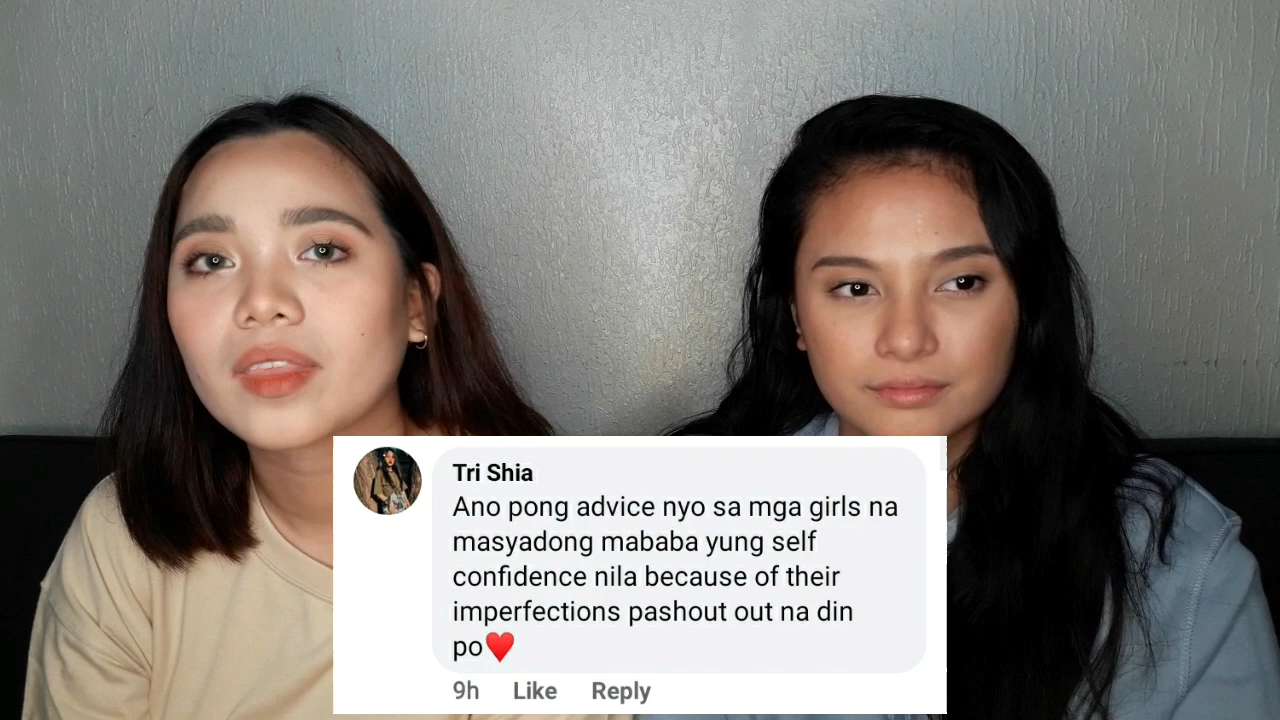 Tri Shia
Ano pong advice nyo sa mga girls na
masyadong mababa yung self
confidence nila because of their
imperfections pashout out na din
po❤️
9h Like Reply